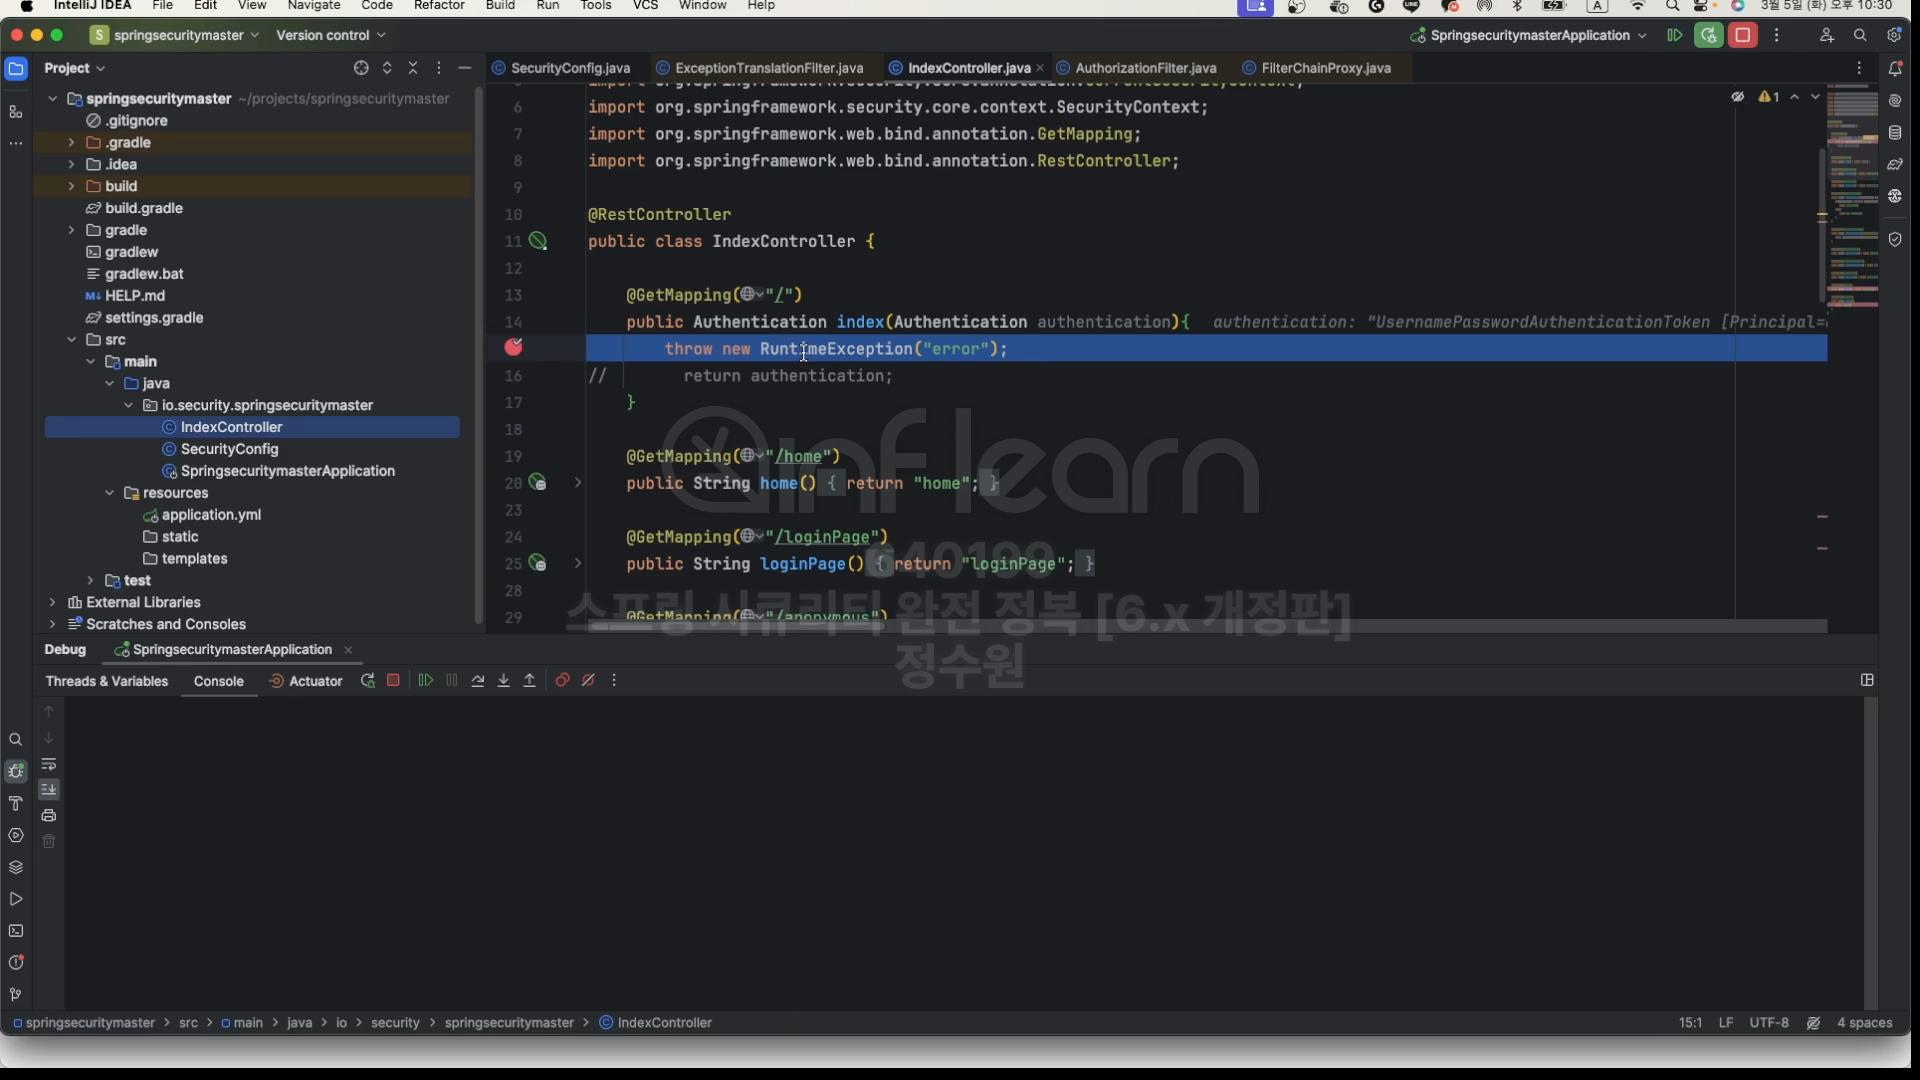 IntelliJ IDEA File Edit View Navigate Code Refactor Build Run Tools VCS Window Help
A 3월 5일 (화) 오후 10:30
S springsecuritymaster Version control SpringsecuritymasterApplication
Project
SecurityConfig.java ExceptionTranslationFilter.java IndexController.java AuthorizationFilter.java FilterChainProxy.java
springsecuritymaster ~/projects/springsecuritymaster
.gitignore
.gradle
.idea
build
build.gradle
gradle
gradlew
gradlew.bat
M↓ HELP.md
settings.gradle
src
main
java
io.security.springsecuritymaster
IndexController
SecurityConfig
SpringsecuritymasterApplication
resources
application.yml
static
templates
test
External Libraries
Scratches and Consoles
1
6 import org.springframework.security.core.context.SecurityContext;
7 import org.springframework.web.bind.annotation.GetMapping;
8 import org.springframework.web.bind.annotation.RestController;
9
10 @RestController
11 public class IndexController {
12
13 @GetMapping("/")
14 public Authentication index(Authentication authentication){ authentication: "UsernamePasswordAuthenticationToken [Principal=
throw new RuntimeException("error");
16 // return authentication;
17 }
18
19 @GetMapping("/home")
20 public String home() { return "home"; }
23
24 @GetMapping("/loginPage")
25 public String loginPage() { return "loginPage"; }
28
29 @GetMapping("/anonymous")
inflearn
640199
스프링 시큐리티 완전 정복 [6.x 개정판]
정수원
Debug SpringsecuritymasterApplication
Threads & Variables Console Actuator
springsecuritymaster > src > main > java > io > security > springsecuritymaster > IndexController
15:1 LF UTF-8 4 spaces